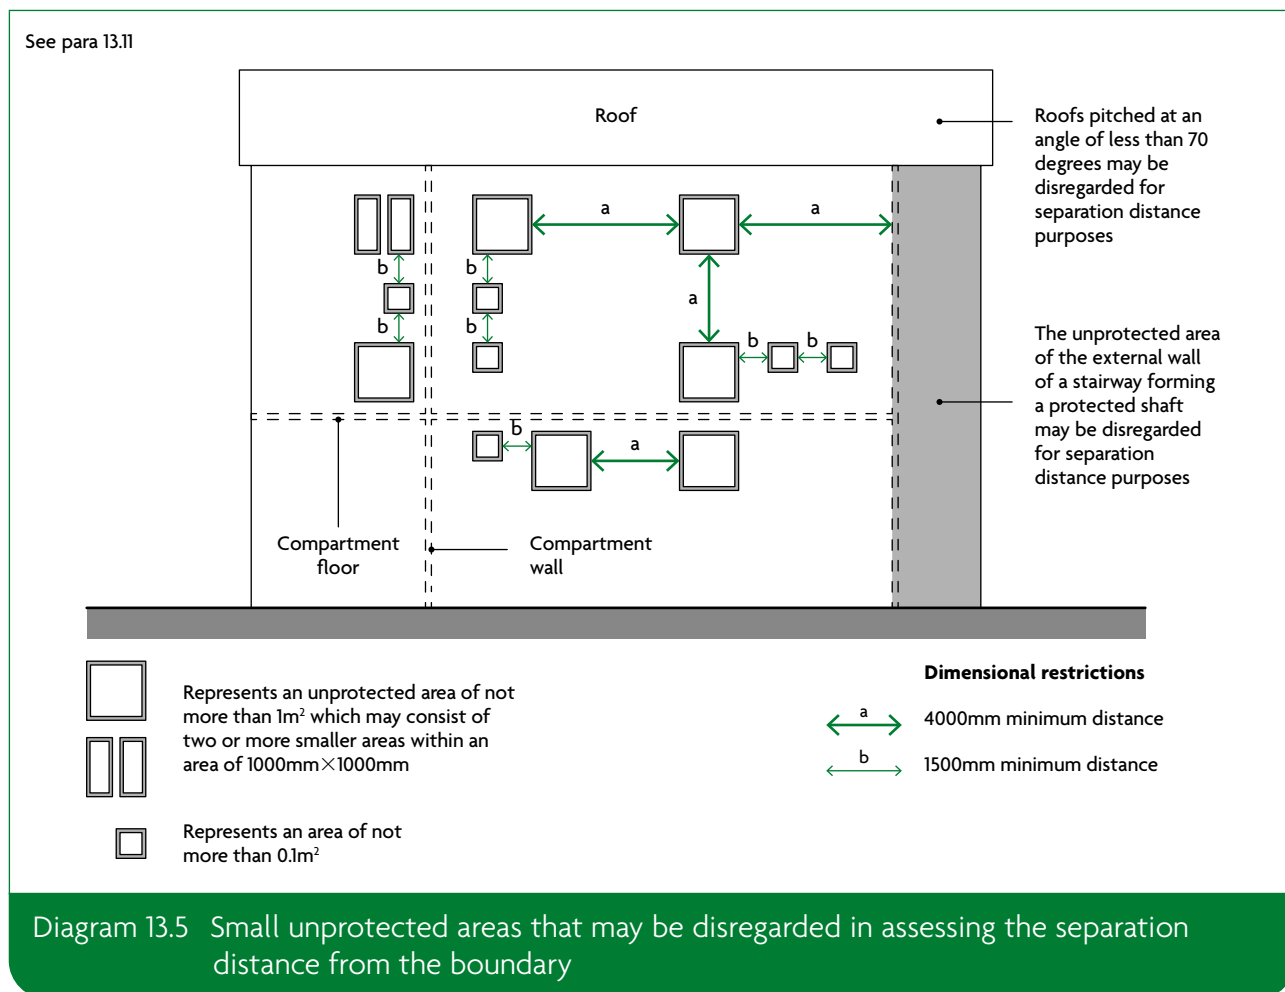 See para 13.11
Roof
Roofs pitched at an
angle of less than 70
degrees may be
disregarded for
separation distance
purposes
a
a
b
b
a
b
b
b
b
The unprotected area
of the external wall
of a stairway forming
a protected shaft
may be disregarded
for separation
distance purposes
b
a
Compartment
floor
Compartment
wall
Represents an unprotected area of not
more than 1m² which may consist of
two or more smaller areas within an
area of 1000mm×1000mm
Represents an area of not
more than 0.1m²
Dimensional restrictions
a
4000mm minimum distance
b
1500mm minimum distance
Diagram 13.5 Small unprotected areas that may be disregarded in assessing the separation
distance from the boundary